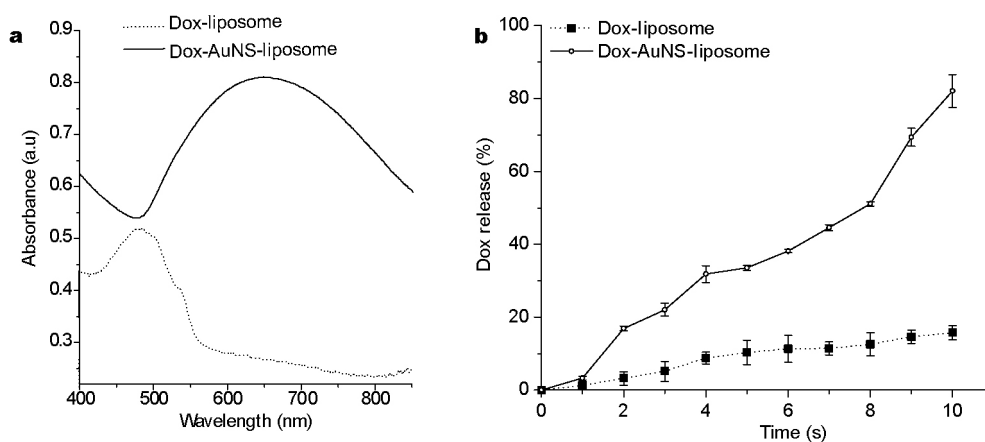 a
Dox-liposome
Dox-AuNS-liposome
0.9
0.8
0.7
0.6
0.5
0.4
0.3
Absorbance (a.u)
400 500 600 700 800
Wavelength (nm)
b
Dox-liposome
Dox-AuNS-liposome
100
80
60
40
20
0
Dox release (%)
0 2 4 6 8 10
Time (s)